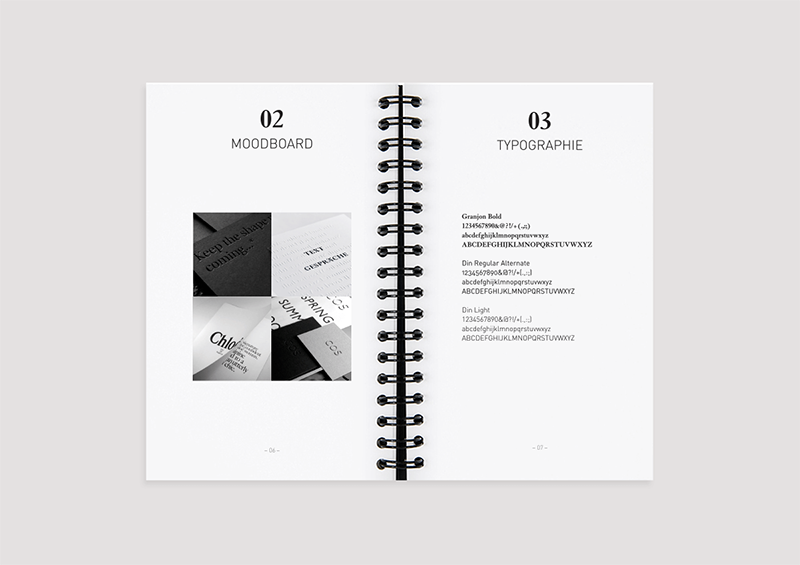 02
MOODBOARD
Keep the shape
coming...
TEXT
GESPRÄCHE
SPRING
SUMM
COS
Chlo
– 06 –
03
TYPOGRAPHIE
Granjon Bold
1234567890&@?!/+(.,;:)
abcdefghijklmnopqrstuvwxyz
ABCDEFGHIJKLMNOPQRSTUVWXYZ
Din Regular Alternate
1234567890&@?!/+(.,:;)
abcdefghijklmnopqrstuvwxyz
ABCDEFGHIJKLMNOPQRSTUVWXYZ
Din Light
1234567890&@?!/+(.,:;)
abcdefghijklmnopqrstuvwxyz
ABCDEFGHIJKLMNOPQRSTUVWXYZ
– 07 –